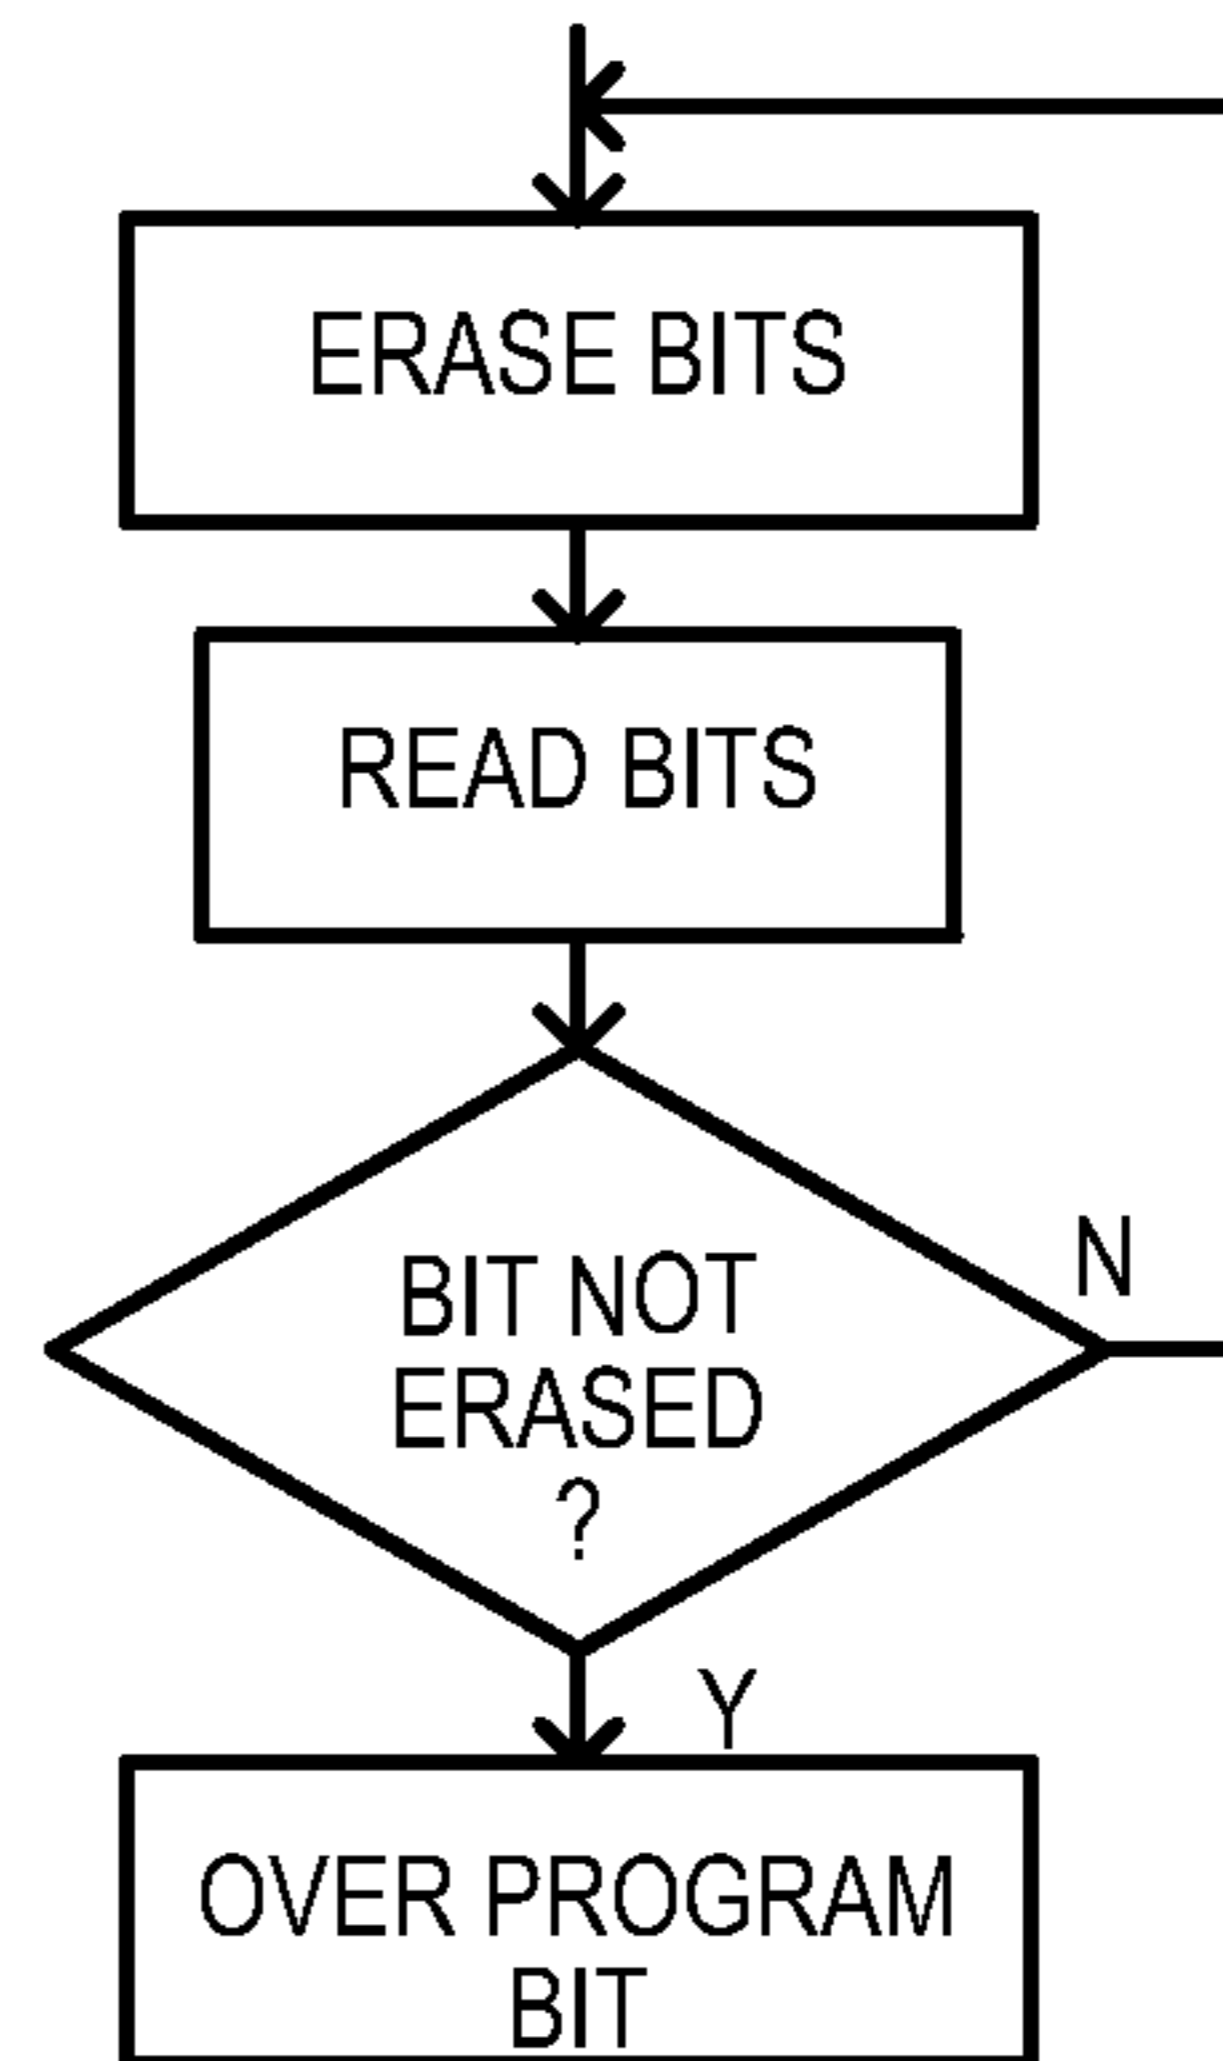 ERASE BITS
READ BITS
BIT NOT
ERASED
?
N
Y
OVER PROGRAM
BIT